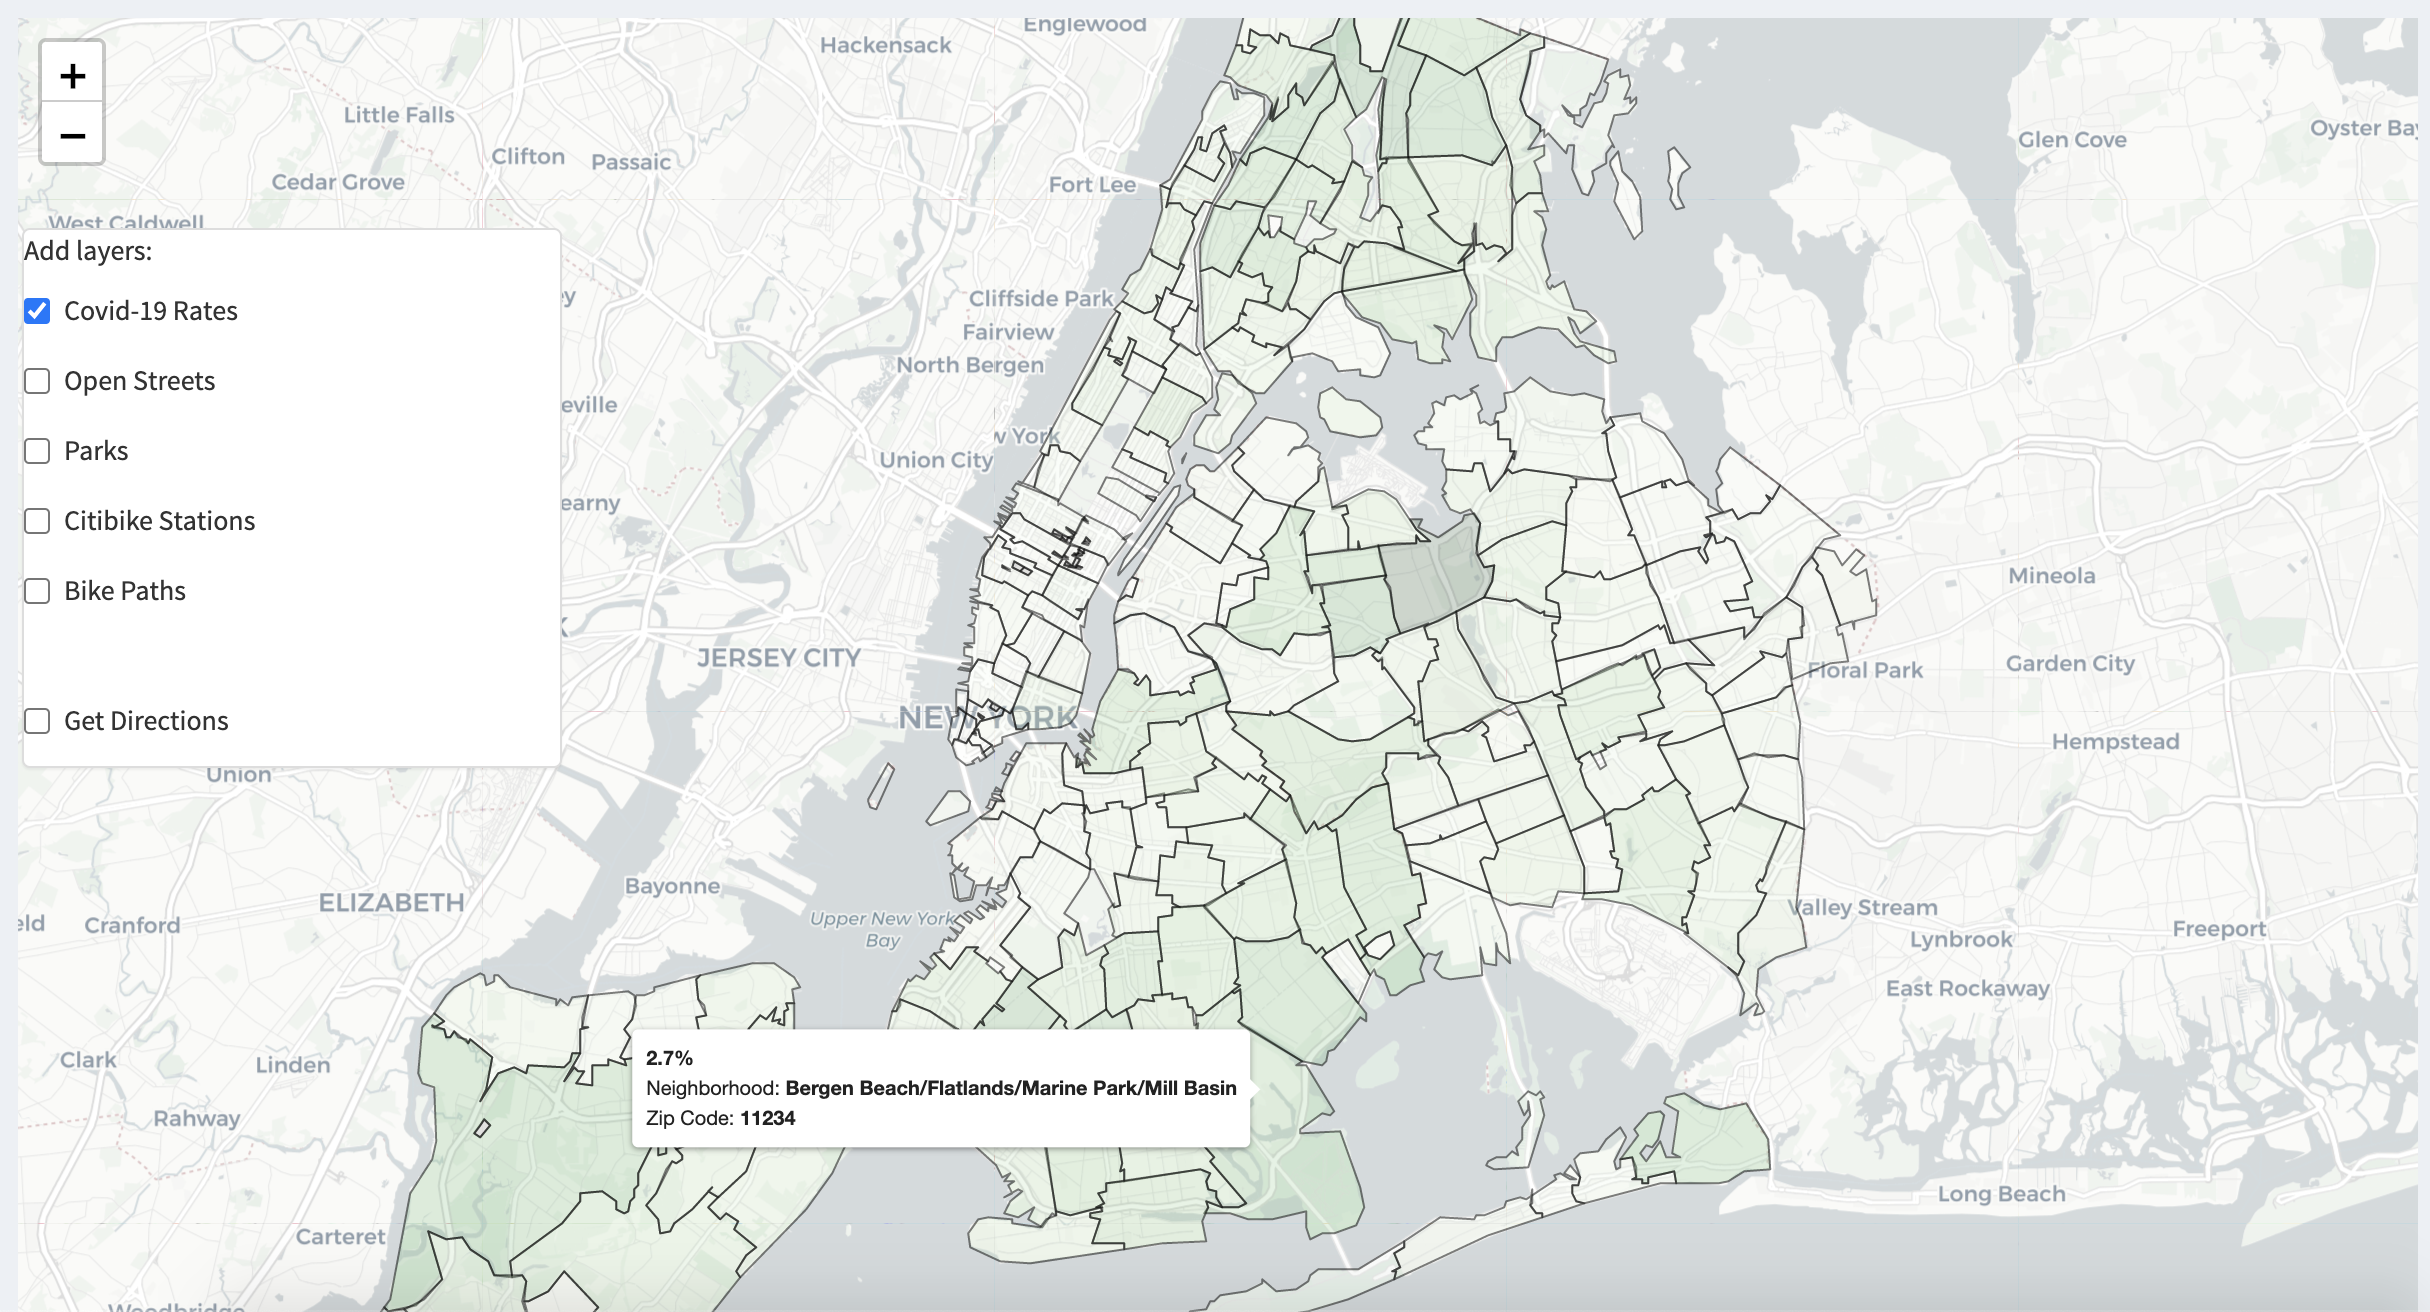 Englewood
Hackensack
+
Little Falls
−
Clifton
Passaic
Cedar Grove
Fort Lee
Glen Cove
Oyster Bay
West Caldwell
Add layers:
Covid-19 Rates
Open Streets
Parks
Citibike Stations
Bike Paths
Get Directions
Cliffside Park
Fairview
North Bergen
eville
w York
Union City
earny
Mineola
JERSEY CITY
Floral Park
Garden City
NEW YORK
Hempstead
Union
Bayonne
ELIZABETH
Cranford
eld
Upper New York
Bay
Valley Stream
Lynbrook
Freeport
East Rockaway
Clark
Linden
2.7%
Neighborhood: Bergen Beach/Flatlands/Marine Park/Mill Basin
Zip Code: 11234
Rahway
Long Beach
Carteret
Woodbridge